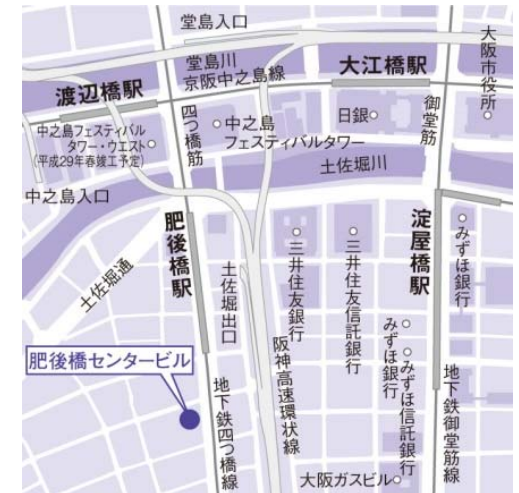 堂島入口
堂島川
京阪中之島線
大江橋駅
大阪市役所
渡辺橋駅
四つ橋筋
中之島
フェスティバルタワー
日銀
御堂筋
中之島フェスティバル
タワー・ウエスト
(平成29年春竣工予定)
土佐堀川
中之島入口
肥後橋駅
淀屋橋駅
土佐堀通
土佐堀出口
三井住友銀行
三井住友信託銀行
みずほ銀行
みずほ銀行
みずほ信託銀行
阪神高速環状線
肥後橋センタービル
地下鉄四つ橋線
地下鉄御堂筋線
大阪ガスビル